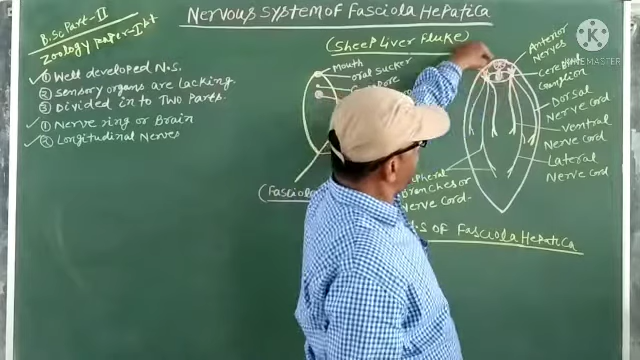 B.Sc Part-II
Zoology paper-Ist
Nervous System of Fasciola Hepatica
(Sheep Liver Fluke)
① Well developed N.S.
② Sensory organs are lacking
③ Divided in to Two Parts.
① Nerve ring or Brain
② Longitudinal Nerves
Mouth
oral sucker
(Fasciola
Anterior
Nerves
Ganglion
Dorsal
Nerve Cord
Ventral
Nerve Cord
Lateral
Nerve Cord
Branches or
Nerve Cord-
.S of Fasciola Hepatica
KINEMASTER